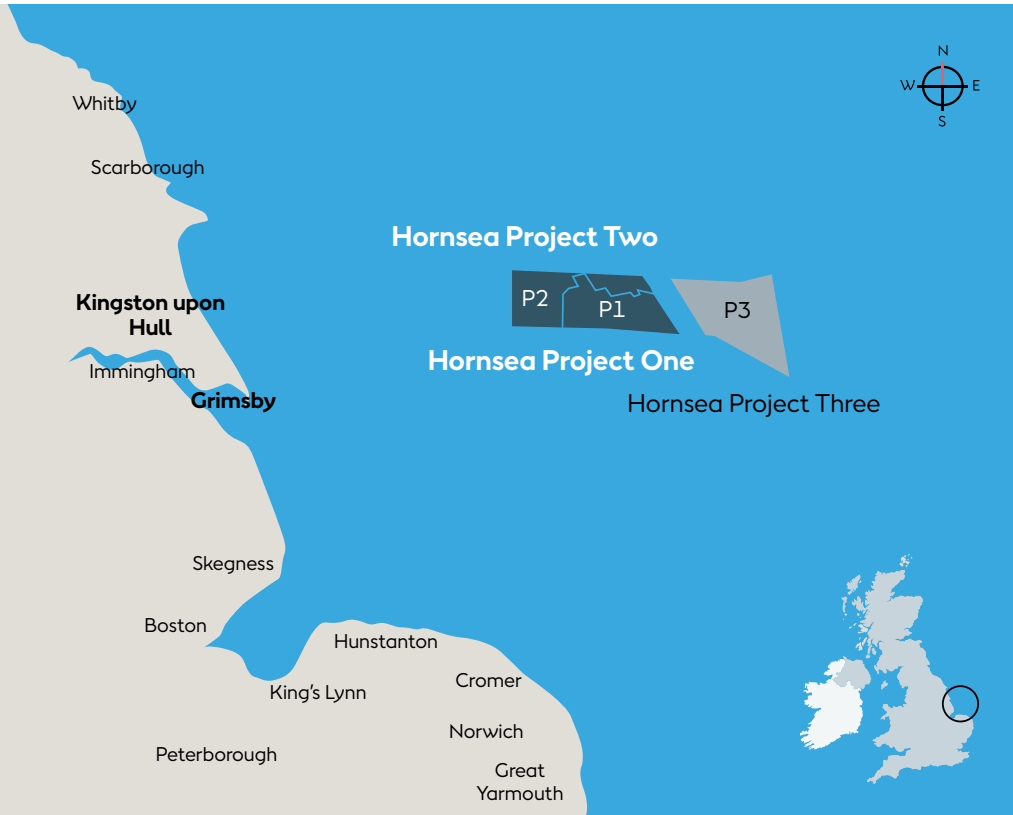 N
W
E
S
Whitby
Scarborough
Hornsea Project Two
P2
P1
P3
Kingston upon
Hull
Hornsea Project One
Immingham
Grimsby
Hornsea Project Three
Skegness
Boston
Hunstanton
King's Lynn
Cromer
Norwich
Peterborough
Great
Yarmouth